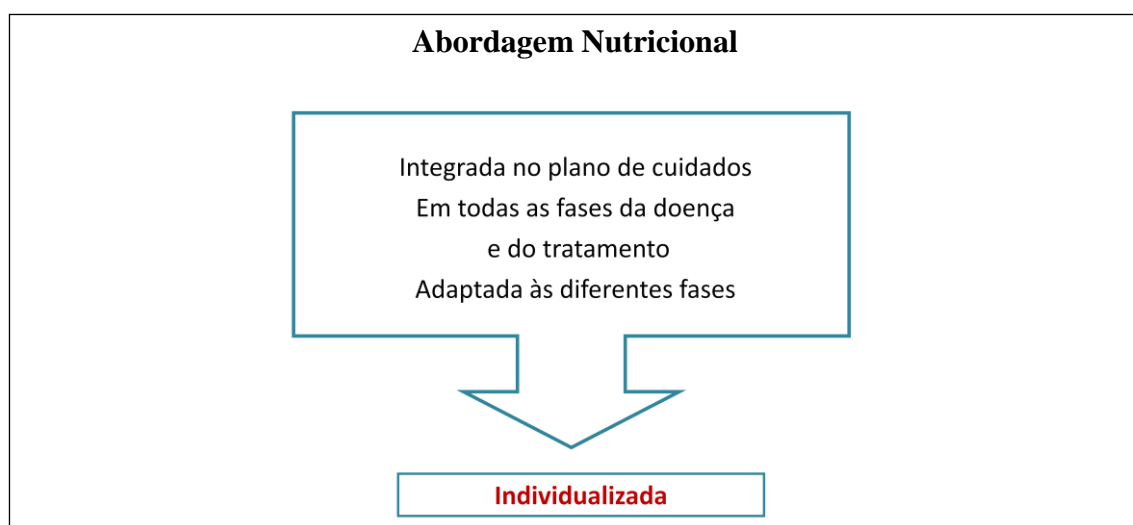 Abordagem Nutricional
Integrada no plano de cuidados
Em todas as fases da doença
e do tratamento
Adaptada às diferentes fases
Individualizada